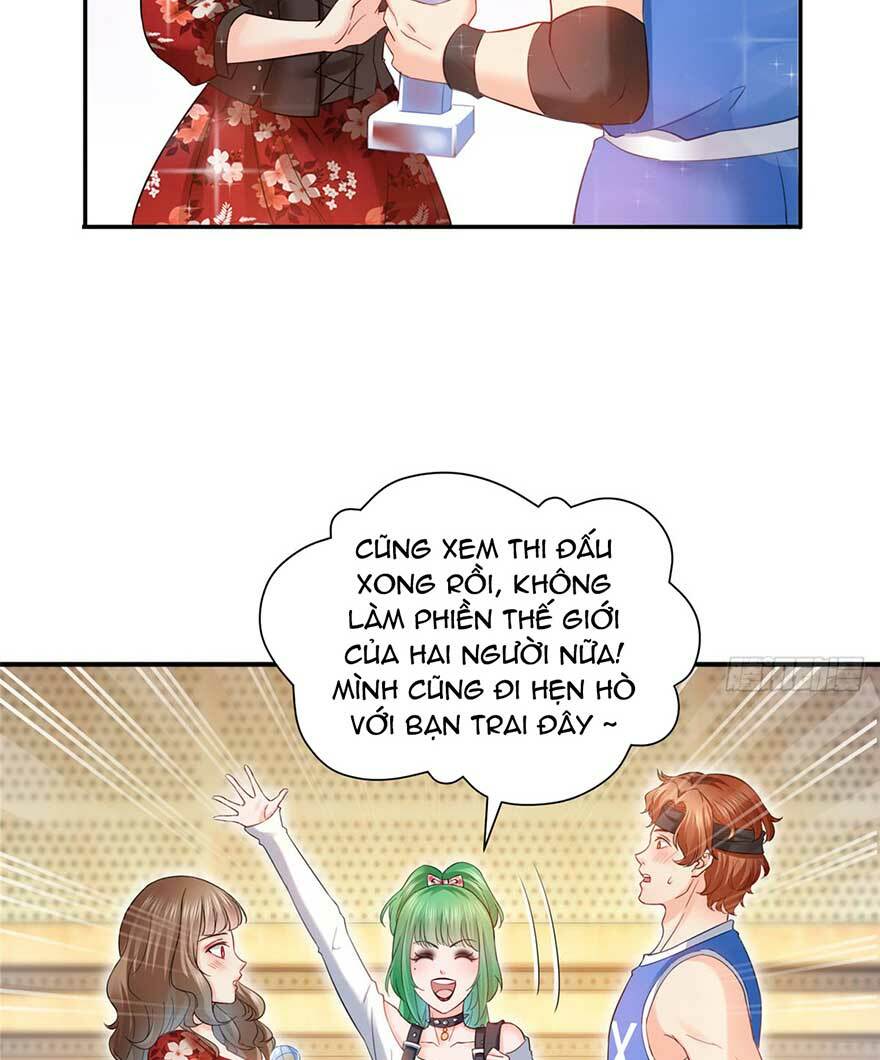 CŨNG XEM THI ĐẤU
XONG RỒI, KHÔNG
LÀM PHIỀN THẾ GIỚI
CỦA HAI NGƯỜI NỮA!
MÌNH CŨNG ĐI HẸN HÒ
VỚI BẠN TRAI ĐÂY ~
X